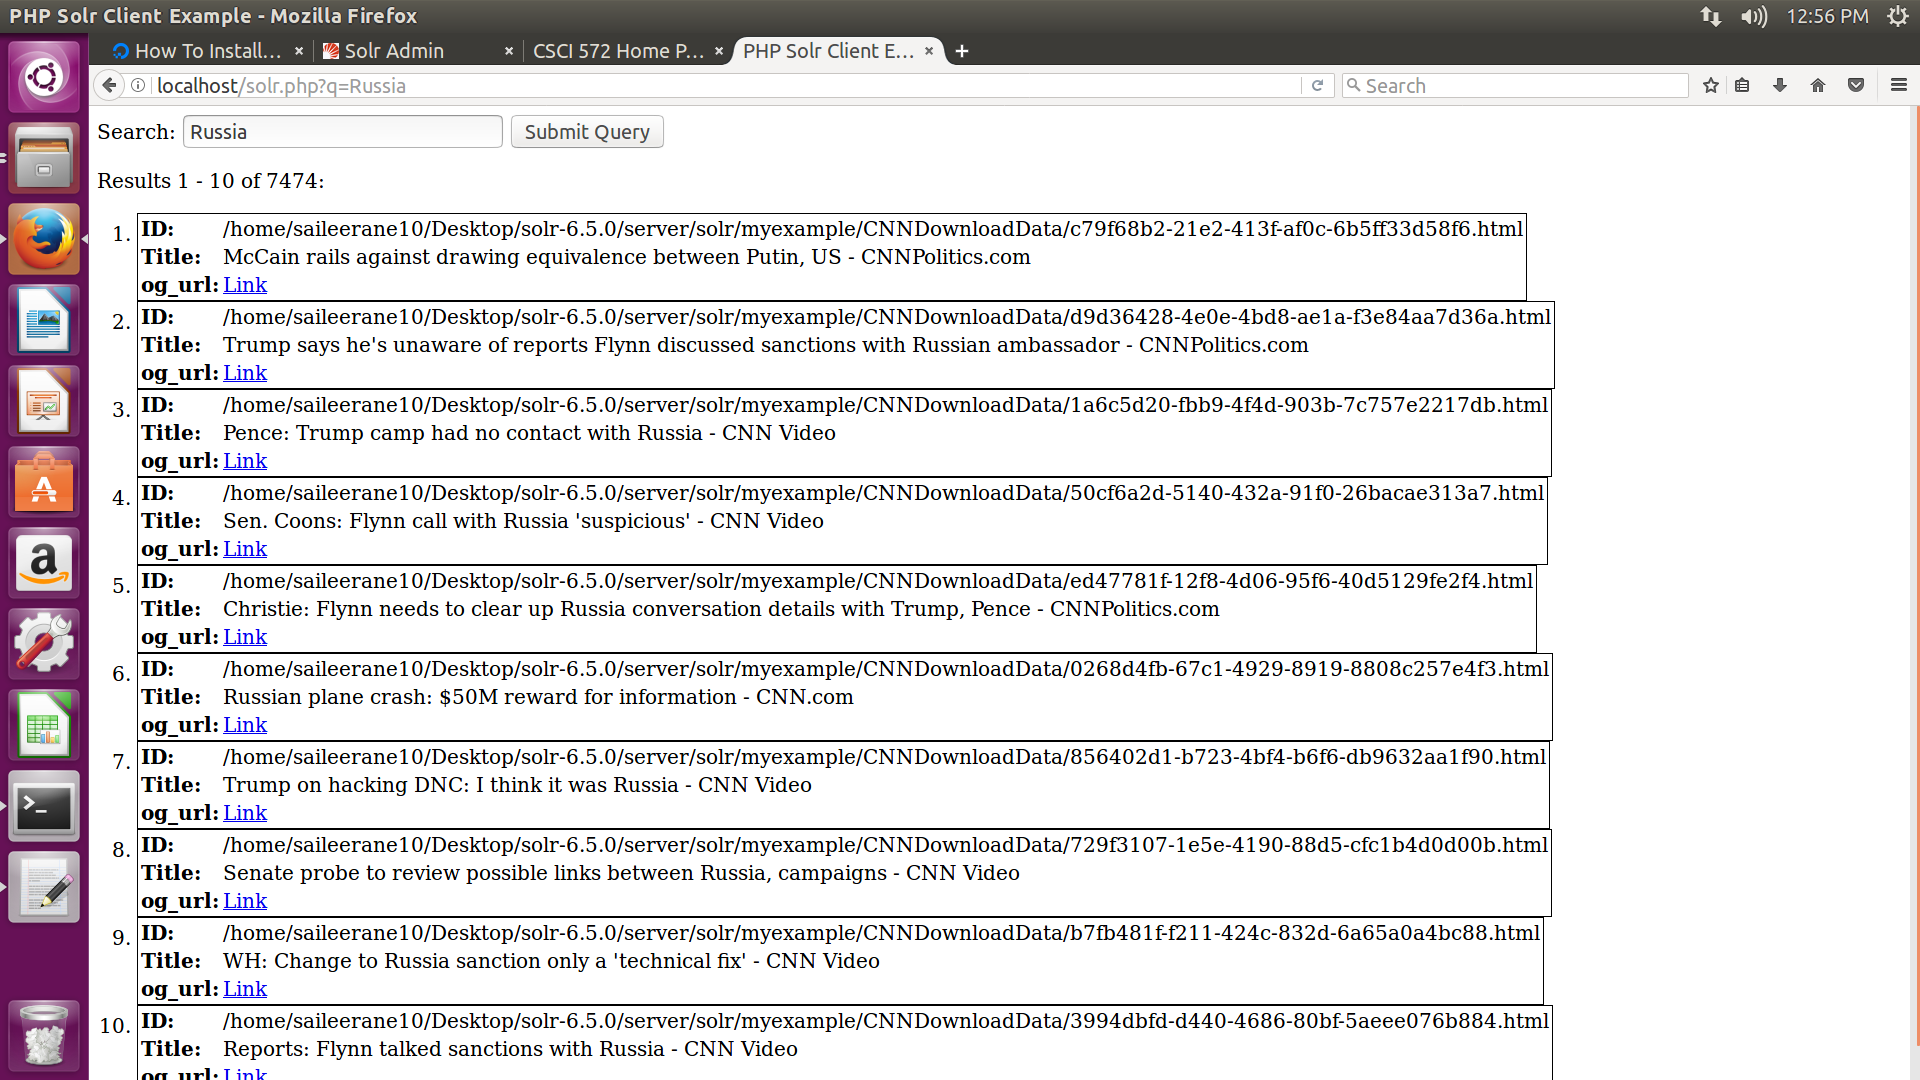 PHP Solr Client Example - Mozilla Firefox
12:56 PM
How To Install... × Solr Admin × CSCI 572 Home P... × PHP Solr Client E... × +
localhost/solr.php?q=Russia
Search
Search: Russia Submit Query
Results 1 - 10 of 7474:
1. ID: /home/saileerane10/Desktop/solr-6.5.0/server/solr/myexample/CNNDownloadData/c79f68b2-21e2-413f-af0c-6b5ff33d58f6.html
Title: McCain rails against drawing equivalence between Putin, US - CNNPolitics.com
og_url: Link
2. ID: /home/saileerane10/Desktop/solr-6.5.0/server/solr/myexample/CNNDownloadData/d9d36428-4e0e-4bd8-ae1a-f3e84aa7d36a.html
Title: Trump says he's unaware of reports Flynn discussed sanctions with Russian ambassador - CNNPolitics.com
og_url: Link
3. ID: /home/saileerane10/Desktop/solr-6.5.0/server/solr/myexample/CNNDownloadData/1a6c5d20-fbb9-4f4d-903b-7c757e2217db.html
Title: Pence: Trump camp had no contact with Russia - CNN Video
og_url: Link
4. ID: /home/saileerane10/Desktop/solr-6.5.0/server/solr/myexample/CNNDownloadData/50cf6a2d-5140-432a-91f0-26bacae313a7.html
Title: Sen. Coons: Flynn call with Russia 'suspicious' - CNN Video
og_url: Link
5. ID: /home/saileerane10/Desktop/solr-6.5.0/server/solr/myexample/CNNDownloadData/ed47781f-12f8-4d06-95f6-40d5129fe2f4.html
Title: Christie: Flynn needs to clear up Russia conversation details with Trump, Pence - CNNPolitics.com
og_url: Link
6. ID: /home/saileerane10/Desktop/solr-6.5.0/server/solr/myexample/CNNDownloadData/0268d4fb-67c1-4929-8919-8808c257e4f3.html
Title: Russian plane crash: $50M reward for information - CNN.com
og_url: Link
7. ID: /home/saileerane10/Desktop/solr-6.5.0/server/solr/myexample/CNNDownloadData/856402d1-b723-4bf4-b6f6-db9632aa1f90.html
Title: Trump on hacking DNC: I think it was Russia - CNN Video
og_url: Link
8. ID: /home/saileerane10/Desktop/solr-6.5.0/server/solr/myexample/CNNDownloadData/729f3107-1e5e-4190-88d5-cfc1b4d0d00b.html
Title: Senate probe to review possible links between Russia, campaigns - CNN Video
og_url: Link
9. ID: /home/saileerane10/Desktop/solr-6.5.0/server/solr/myexample/CNNDownloadData/b7fb481f-f211-424c-832d-6a65a0a4bc88.html
Title: WH: Change to Russia sanction only a 'technical fix' - CNN Video
og_url: Link
10. ID: /home/saileerane10/Desktop/solr-6.5.0/server/solr/myexample/CNNDownloadData/3994dbfd-d440-4686-80bf-5aeee076b884.html
Title: Reports: Flynn talked sanctions with Russia - CNN Video
og_url: Link